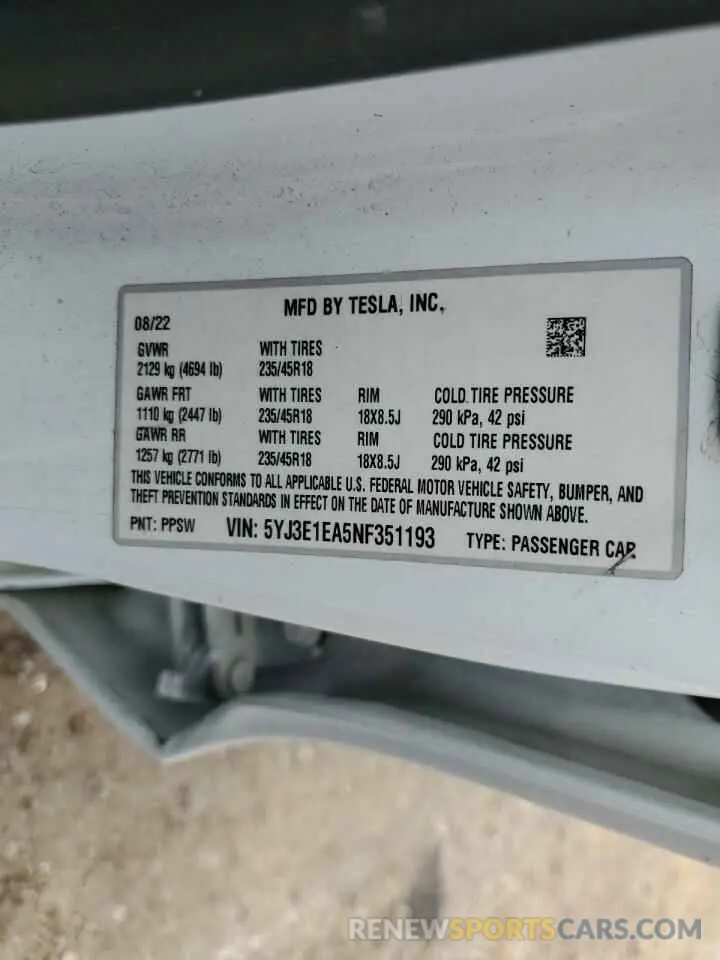 MFD BY TESLA, INC,
08/22
GVWR WITH TIRES
2129 kg (4694 lb) 235/45R18
GAWR FRT WITH TIRES RIM COLD TIRE PRESSURE
1110 kg (2447 lb) 235/45R18 18X8.5J 290 kPa, 42 psi
GAWR RR WITH TIRES RIM COLD TIRE PRESSURE
1257 kg (2771 lb) 235/45R18 18X8.5J 290 kPa, 42 psi
THIS VEHICLE CONFORMS TO ALL APPLICABLE U.S. FEDERAL MOTOR VEHICLE SAFETY, BUMPER, AND
THEFT PREVENTION STANDARDS IN EFFECT ON THE DATE OF MANUFACTURE SHOWN ABOVE.
PNT: PPSW VIN: 5YJ3E1EA5NF351193 TYPE: PASSENGER CAR
RENEWSPORTSCARS.COM